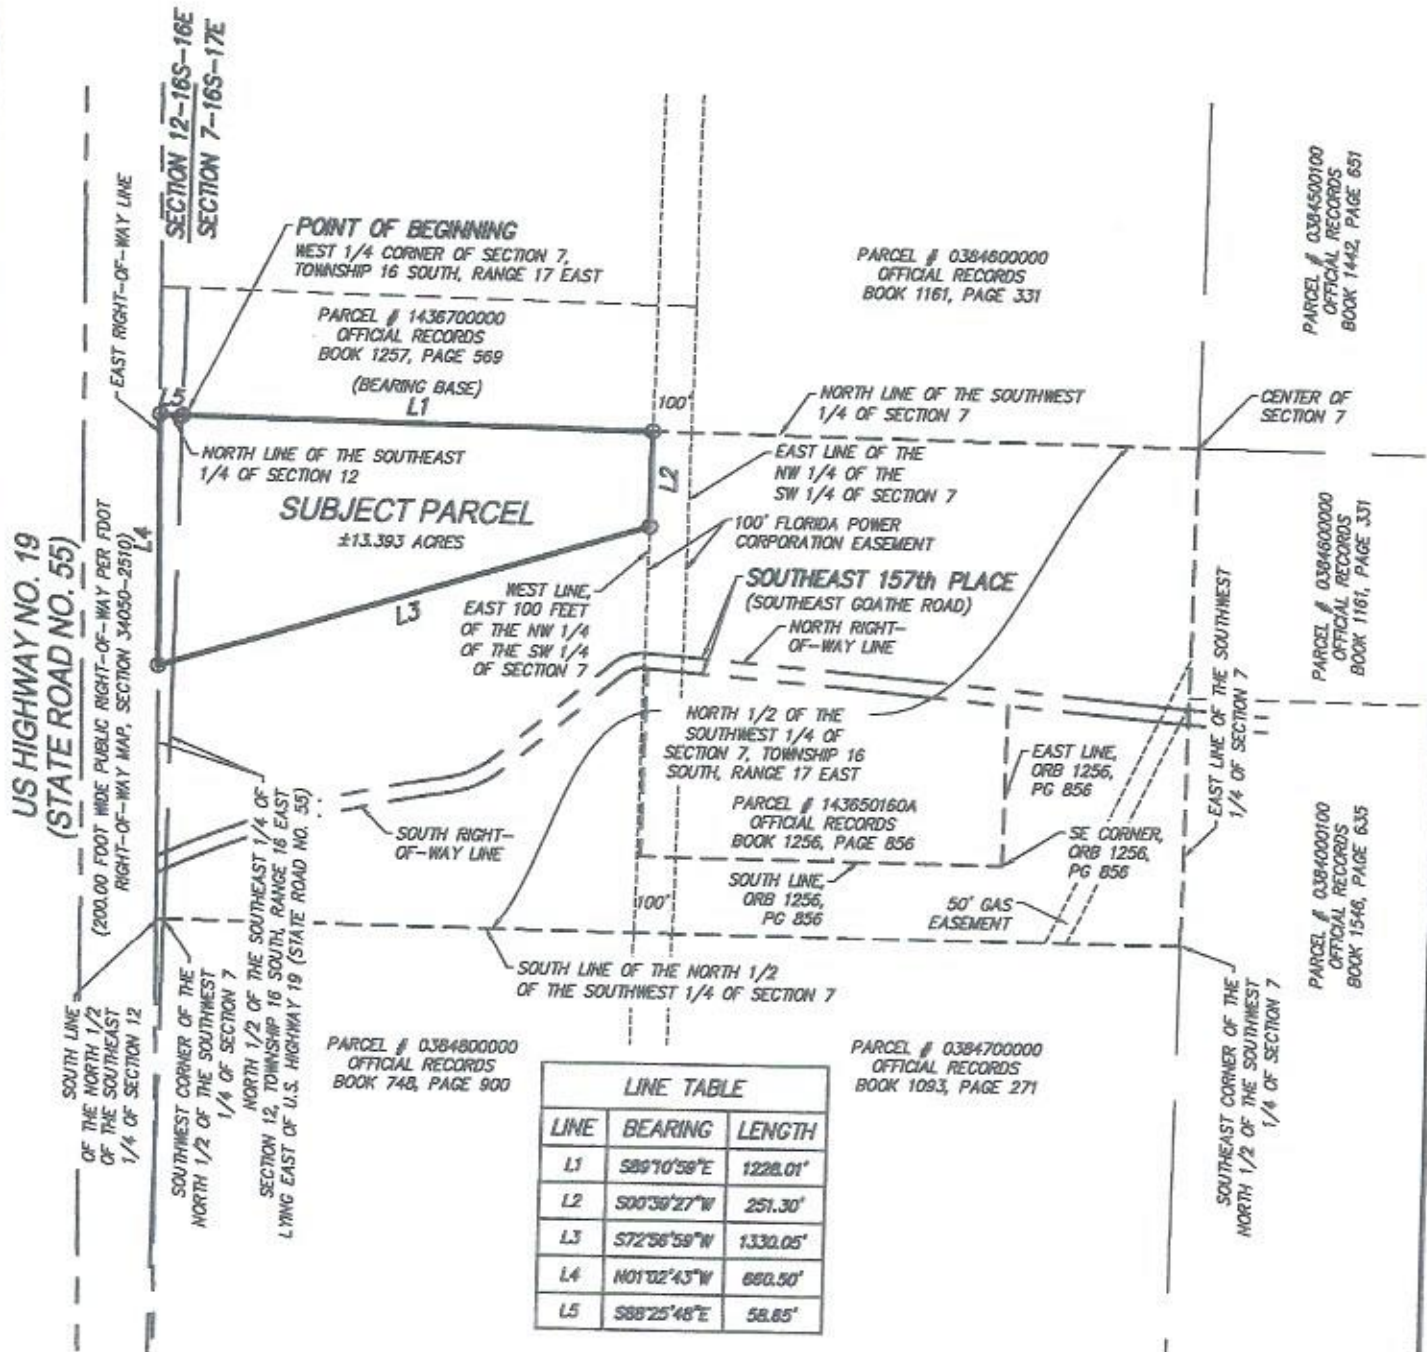 SECTION 12-16S-16E
SECTION 7-16S-17E
EAST RIGHT-OF-WAY LINE
POINT OF BEGINNING
WEST 1/4 CORNER OF SECTION 7,
TOWNSHIP 16 SOUTH, RANGE 17 EAST
PARCEL # 1436700000
OFFICIAL RECORDS
BOOK 1257, PAGE 569
(BEARING BASE)
L1
L5
100'
PARCEL # 0384600000
OFFICIAL RECORDS
BOOK 1161, PAGE 331
PARCEL # 0384500100
OFFICIAL RECORDS
BOOK 1442, PAGE 651
NORTH LINE OF THE SOUTHWEST
1/4 OF SECTION 7
CENTER OF
SECTION 7
NORTH LINE OF THE SOUTHEAST
1/4 OF SECTION 12
EAST LINE OF THE
NW 1/4 OF THE
SW 1/4 OF SECTION 7
L2
SUBJECT PARCEL
±13.393 ACRES
100' FLORIDA POWER
CORPORATION EASEMENT
L4
L3
WEST LINE,
EAST 100 FEET
OF THE NW 1/4
OF THE SW 1/4
OF SECTION 7
SOUTHEAST 157th PLACE
(SOUTHEAST GOATHE ROAD)
NORTH RIGHT-
OF-WAY LINE
PARCEL # 0384600000
OFFICIAL RECORDS
BOOK 1161, PAGE 331
US HIGHWAY NO. 19
(STATE ROAD NO. 55)
(200.00 FOOT WIDE PUBLIC RIGHT-OF-WAY PER FDOT
RIGHT-OF-WAY MAP, SECTION 34050-2510)
NORTH 1/2 OF THE
SOUTHWEST 1/4 OF
SECTION 7, TOWNSHIP 16
SOUTH, RANGE 17 EAST
EAST LINE OF THE SOUTHWEST
1/4 OF SECTION 7
EAST LINE,
ORB 1256,
PG 856
PARCEL # 143650160A
OFFICIAL RECORDS
BOOK 1256, PAGE 856
SOUTH RIGHT-
OF-WAY LINE
SE CORNER,
ORB 1256,
PG 856
SOUTH LINE,
ORB 1256,
PG 856
100'
50' GAS
EASEMENT
PARCEL # 0384000100
OFFICIAL RECORDS
BOOK 1546, PAGE 635
SOUTH LINE OF THE NORTH 1/2
OF THE SOUTHWEST 1/4 OF SECTION 7
SOUTH LINE
OF THE NORTH 1/2
OF THE SOUTHEAST
1/4 OF SECTION 12
SOUTHWEST CORNER OF THE
NORTH 1/2 OF THE SOUTHWEST
1/4 OF SECTION 7
NORTH 1/2 OF THE SOUTHEAST 1/4 OF
SECTION 12, TOWNSHIP 16 SOUTH, RANGE 16 EAST
LYING EAST OF U.S. HIGHWAY 19 (STATE ROAD NO. 55)
SOUTHEAST CORNER OF THE
NORTH 1/2 OF THE SOUTHWEST
1/4 OF SECTION 7
PARCEL # 0384800000
OFFICIAL RECORDS
BOOK 748, PAGE 900
PARCEL # 0384700000
OFFICIAL RECORDS
BOOK 1093, PAGE 271
LINE TABLE
LINE BEARING LENGTH
L1 S89°10'59"E 1228.01'
L2 S00°39'27"W 251.30'
L3 S72°56'59"W 1330.05'
L4 N01°02'43"W 660.50'
L5 S88°25'48"E 58.65'